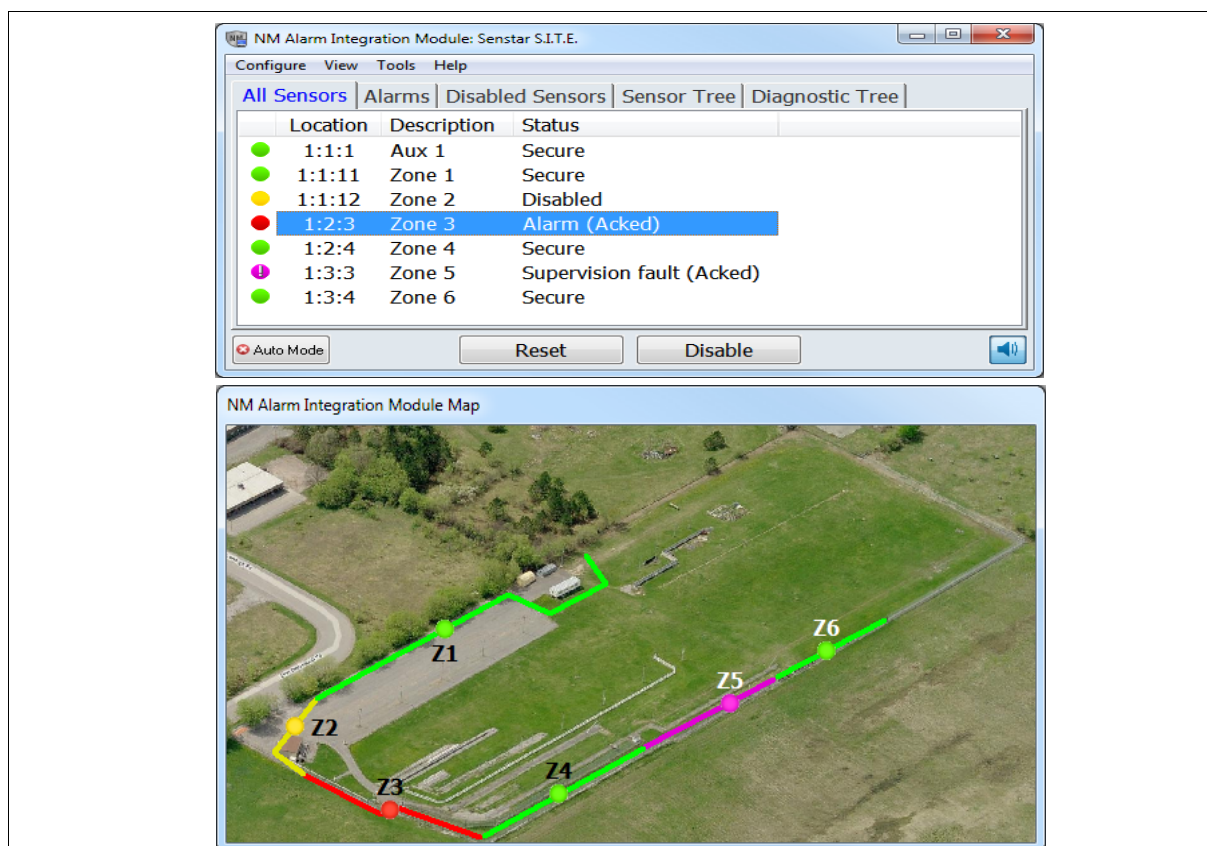 NM Alarm Integration Module: Senstar S.I.T.E.
Configure View Tools Help
All Sensors Alarms Disabled Sensors Sensor Tree Diagnostic Tree
Location Description Status
1:1:1 Aux 1 Secure
1:1:11 Zone 1 Secure
1:1:12 Zone 2 Disabled
1:2:3 Zone 3 Alarm (Acked)
1:2:4 Zone 4 Secure
1:3:3 Zone 5 Supervision fault (Acked)
1:3:4 Zone 6 Secure
Auto Mode Reset Disable
NM Alarm Integration Module Map
Z1
Z2
Z3
Z4
Z5
Z6